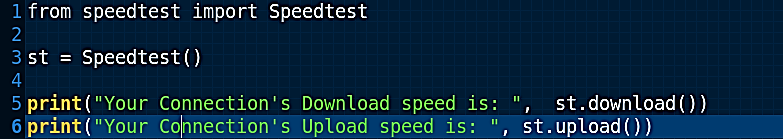 1 from speedtest import Speedtest
2
3 st = Speedtest()
4
5 print("Your Connection's Download speed is: ",  st.download())
6 print("Your Connection's Upload speed is: ", st.upload())